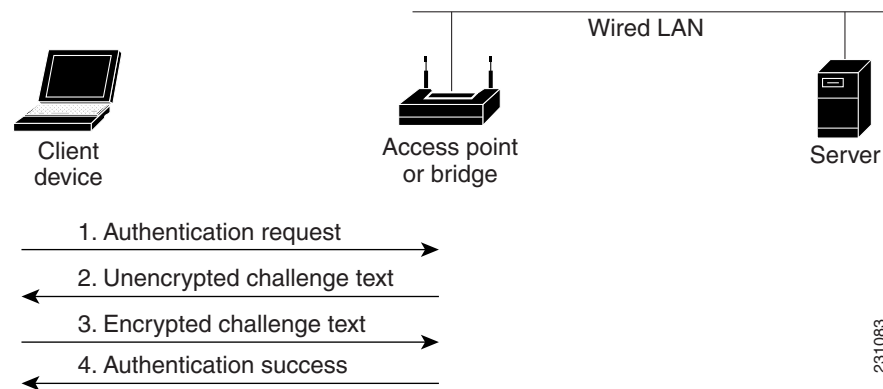 Wired LAN
Client
device
Access point
or bridge
Server
1. Authentication request
2. Unencrypted challenge text
3. Encrypted challenge text
4. Authentication success
231083